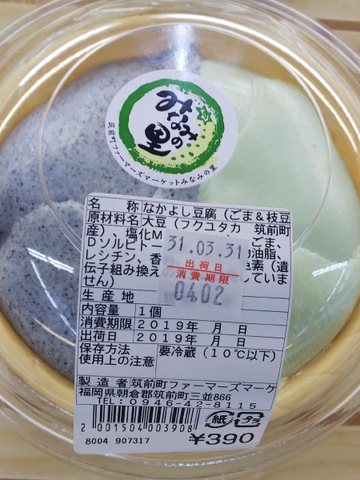 みなみの里
筑前町ファーマーズマーケットみなみの里
名 称 なかよし豆腐（ごま＆枝豆
原材料名 大豆（フクユタカ 筑前町
産）、塩化M ごま、
Dソルビトー 油脂、
レシチン、香 色素（遺
伝子組み換え していま
せん）
31.03.31
出荷日
消費期限
04.02
生産地
内容量 1個
消費期限 2019年 月 日
出荷日 2019年 月 日
保存方法 要冷蔵（10℃以下）
使用上の注意
製造者 筑前町ファーマーズマーケ
福岡県朝倉郡筑前町三並866
TEL：0946-42-8115
2 001504 003908
8004 907317
紙 プラ
¥390